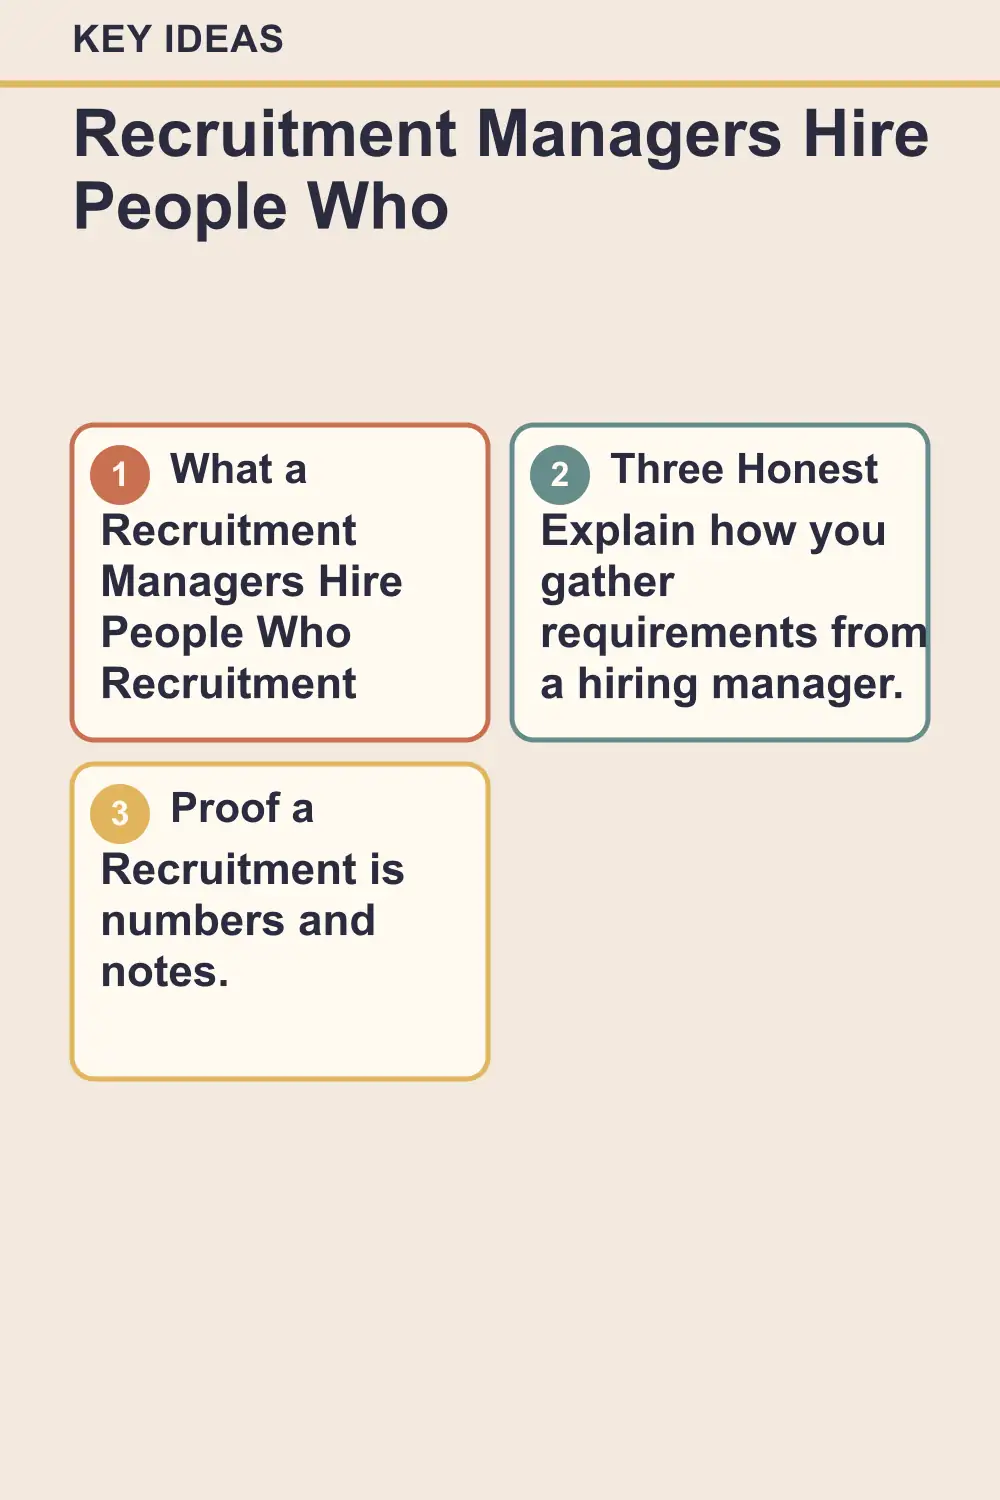 KEY IDEAS
Recruitment Managers Hire
People Who
1 What a
Recruitment
Managers Hire
People Who
Recruitment
2 Three Honest
Explain how you
gather
requirements from
a hiring manager.
3 Proof a
Recruitment is
numbers and
notes.